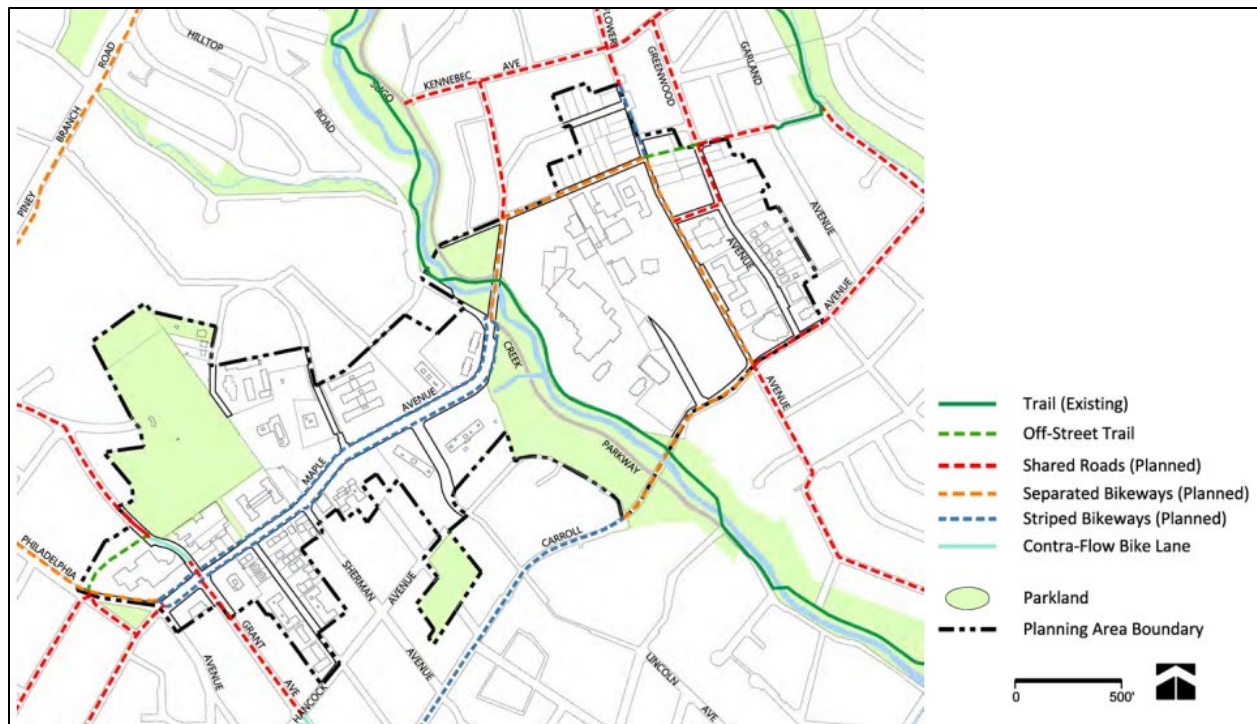 HILLTOP
ROAD
PINEY
BRANCH
ROAD
SLIGO
CREEK
PARKWAY
KENNEBEC
AVE
FLOWER
GREENWOOD
GARLAND
AVENUE
AVENUE
AVENUE
AVENUE
MAPLE
AVENUE
PHILADELPHIA
AVENUE
GRANT
AVE
HANCOCK
SHERMAN
AVENUE
AVENUE
CARROLL
LINCOLN
AVE
Trail (Existing)
Off-Street Trail
Shared Roads (Planned)
Separated Bikeways (Planned)
Striped Bikeways (Planned)
Contra-Flow Bike Lane
Parkland
Planning Area Boundary
0 500'